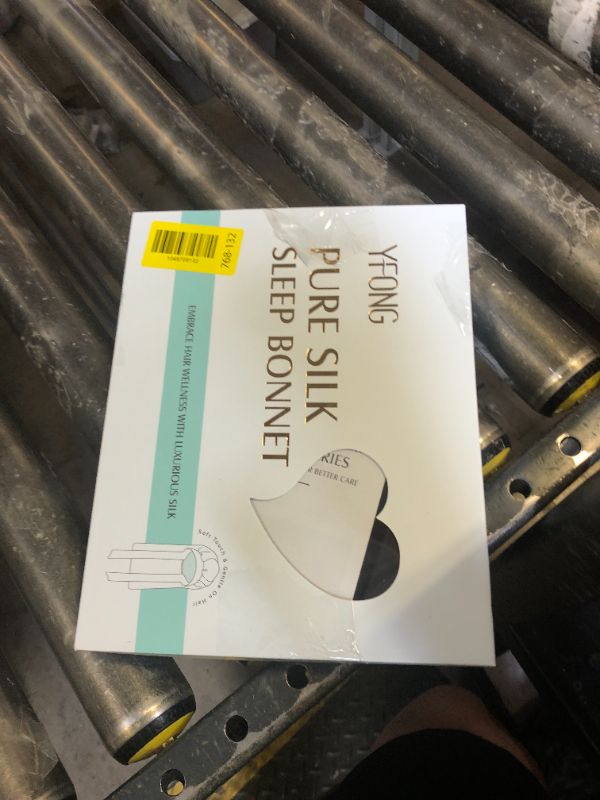 YFONG
PURE SILK
SLEEP BONNET
RIES
BETTER CARE
EMBRACE HAIR WELLNESS WITH LUXURIOUS SILK
Soft Touch & Gentle On Hair
768-132